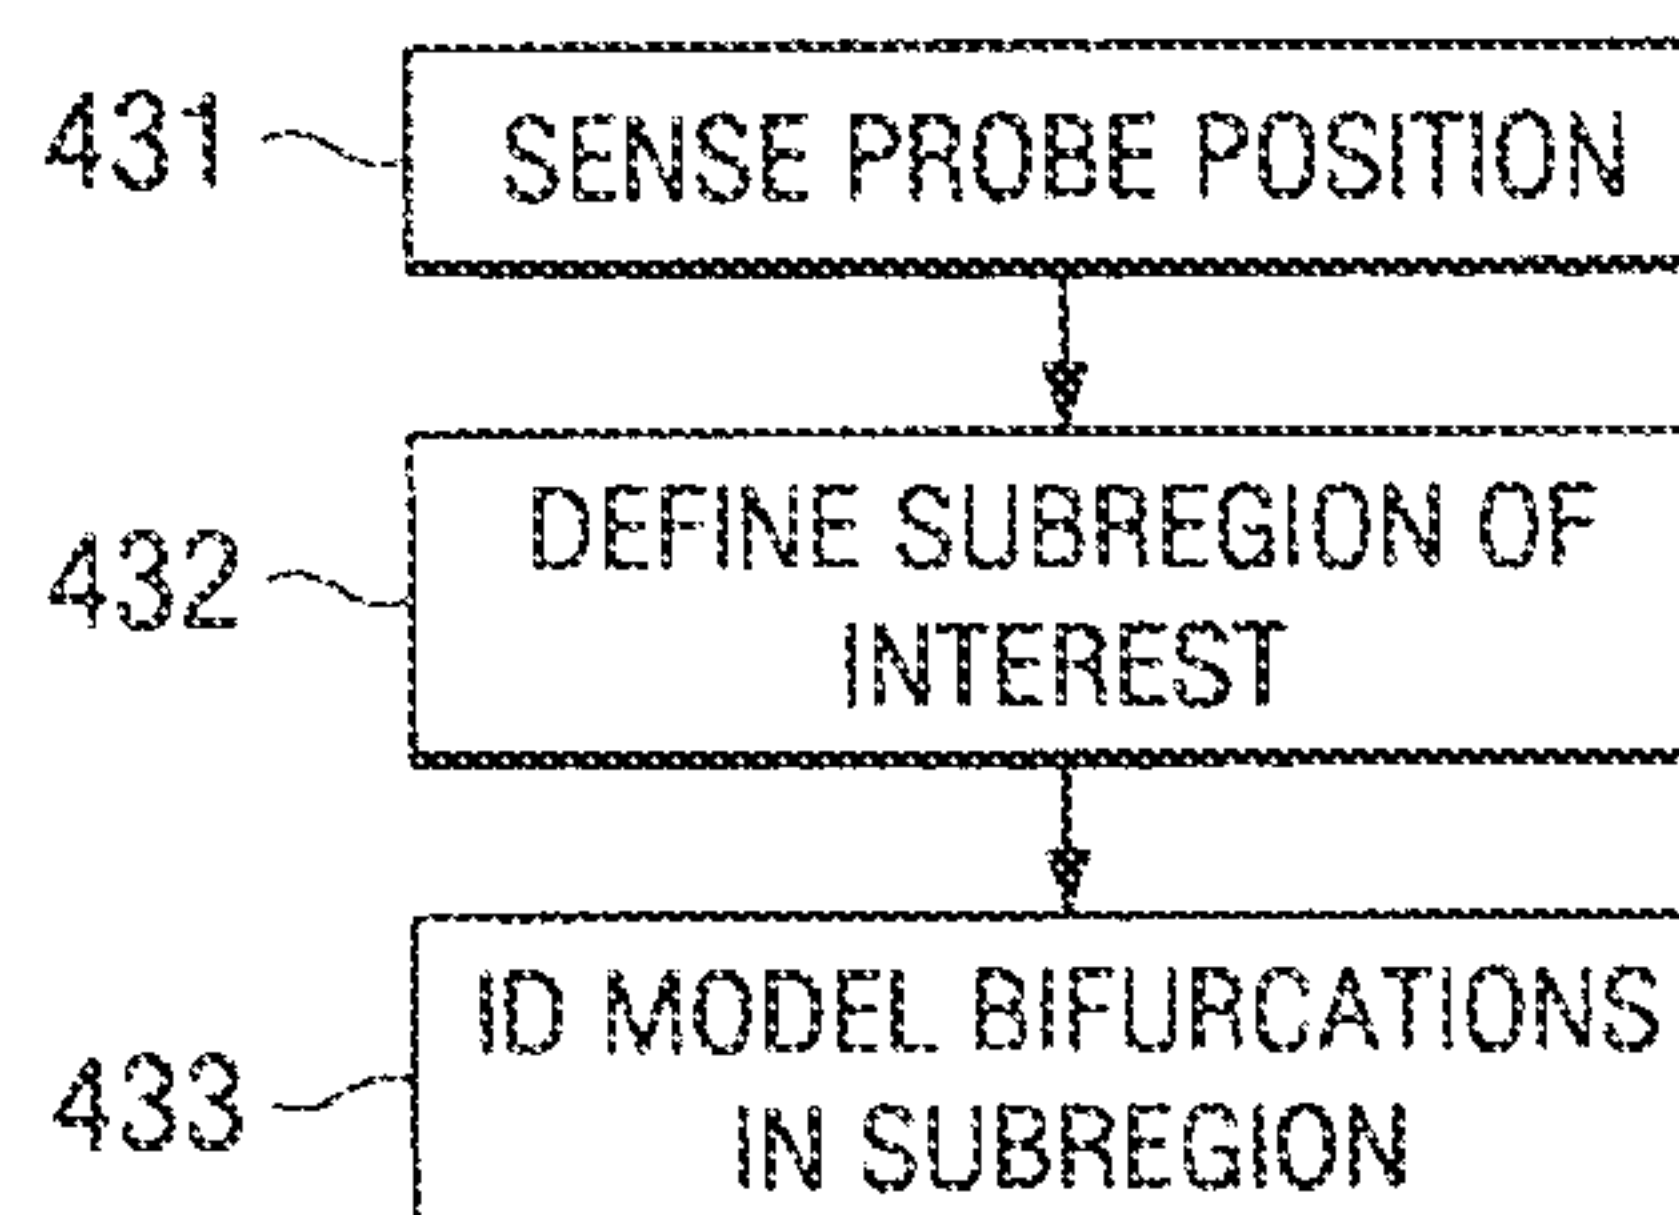 431
SENSE PROBE POSITION
432
DEFINE SUBREGION OF
INTEREST
433
ID MODEL BIFURCATIONS
IN SUBREGION